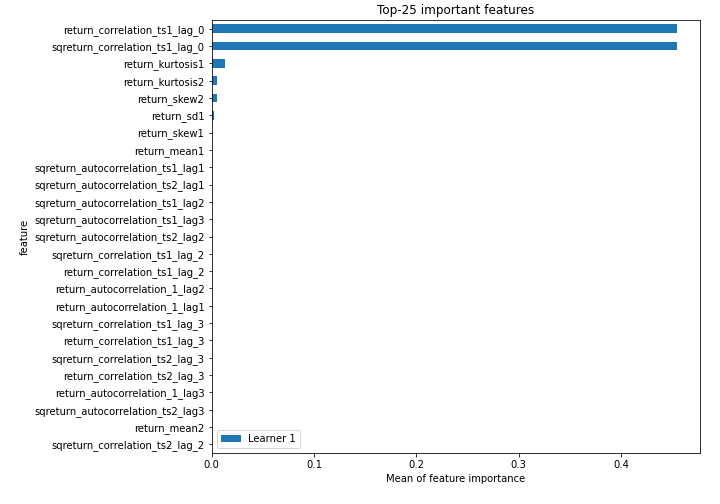 Top-25 important features
return_correlation_ts1_lag_0
sqreturn_correlation_ts1_lag_0
return_kurtosis1
return_kurtosis2
return_skew2
return_sd1
return_skew1
return_mean1
sqreturn_autocorrelation_ts1_lag1
sqreturn_autocorrelation_ts2_lag1
sqreturn_autocorrelation_ts1_lag2
sqreturn_autocorrelation_ts1_lag3
sqreturn_autocorrelation_ts2_lag2
sqreturn_correlation_ts1_lag_2
return_correlation_ts1_lag_2
return_autocorrelation_1_lag2
return_autocorrelation_1_lag1
sqreturn_correlation_ts1_lag_3
return_correlation_ts1_lag_3
sqreturn_correlation_ts2_lag_3
return_correlation_ts2_lag_3
return_autocorrelation_1_lag3
sqreturn_autocorrelation_ts2_lag3
return_mean2
sqreturn_correlation_ts2_lag_2
feature
Learner 1
0.0 0.1 0.2 0.3 0.4
Mean of feature importance